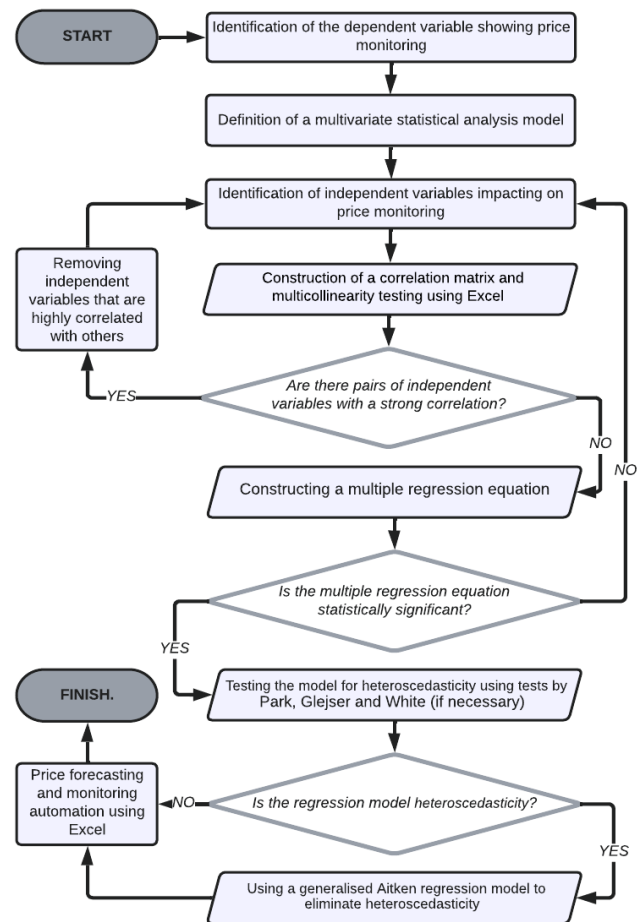 START
Identification of the dependent variable showing price
monitoring
Definition of a multivariate statistical analysis model
Identification of independent variables impacting on
price monitoring
Removing
independent
variables that are
highly correlated
with others
Construction of a correlation matrix and
multicollinearity testing using Excel
Are there pairs of independent
variables with a strong correlation?
YES
NO
Constructing a multiple regression equation
NO
Is the multiple regression equation
statistically significant?
YES
Testing the model for heteroscedasticity using tests by
Park, Glejser and White (if necessary)
FINISH.
Price forecasting
and monitoring
automation using
Excel
NO
Is the regression model heteroscedasticity?
YES
Using a generalised Aitken regression model to
eliminate heteroscedasticity